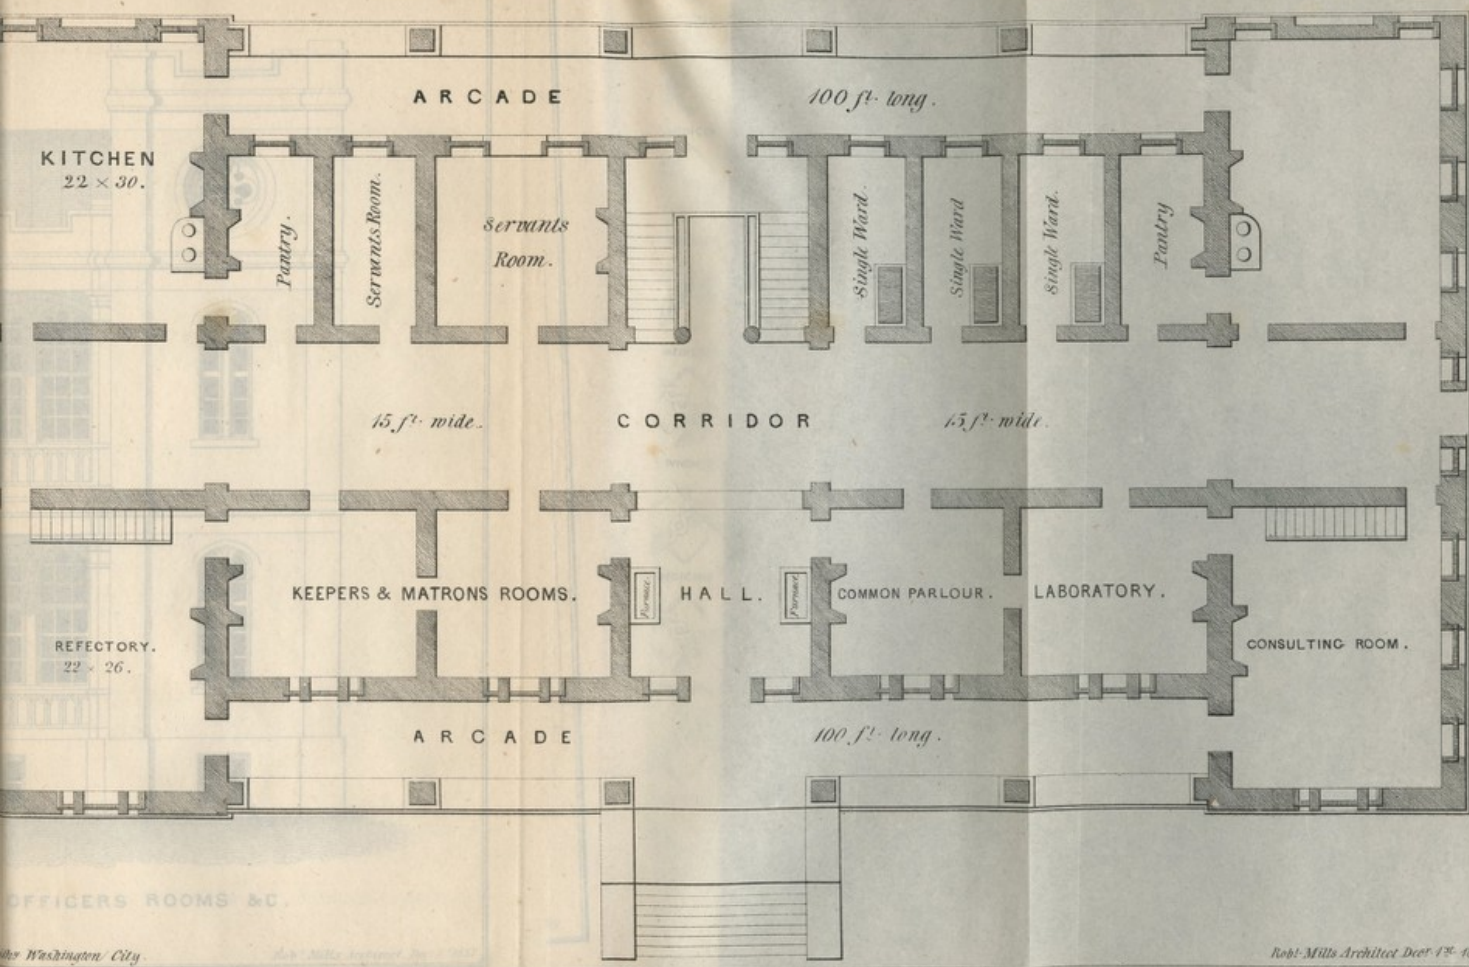 ARCADE 100 ft. long.
KITCHEN
22 × 30.
Pantry.
Servants Room.
Servants
Room.
Single Ward.
Single Ward
Single Ward.
Pantry
15 ft. wide. CORRIDOR 15 ft. wide.
KEEPERS & MATRONS ROOMS.
Furnace.
HALL.
Furnace.
COMMON PARLOUR.
LABORATORY.
REFECTORY.
22 × 26.
CONSULTING ROOM.
ARCADE 100 ft. long.
OFFICERS ROOMS &C.
Washington City.
Robt. Mills Architect Decr. 1st.